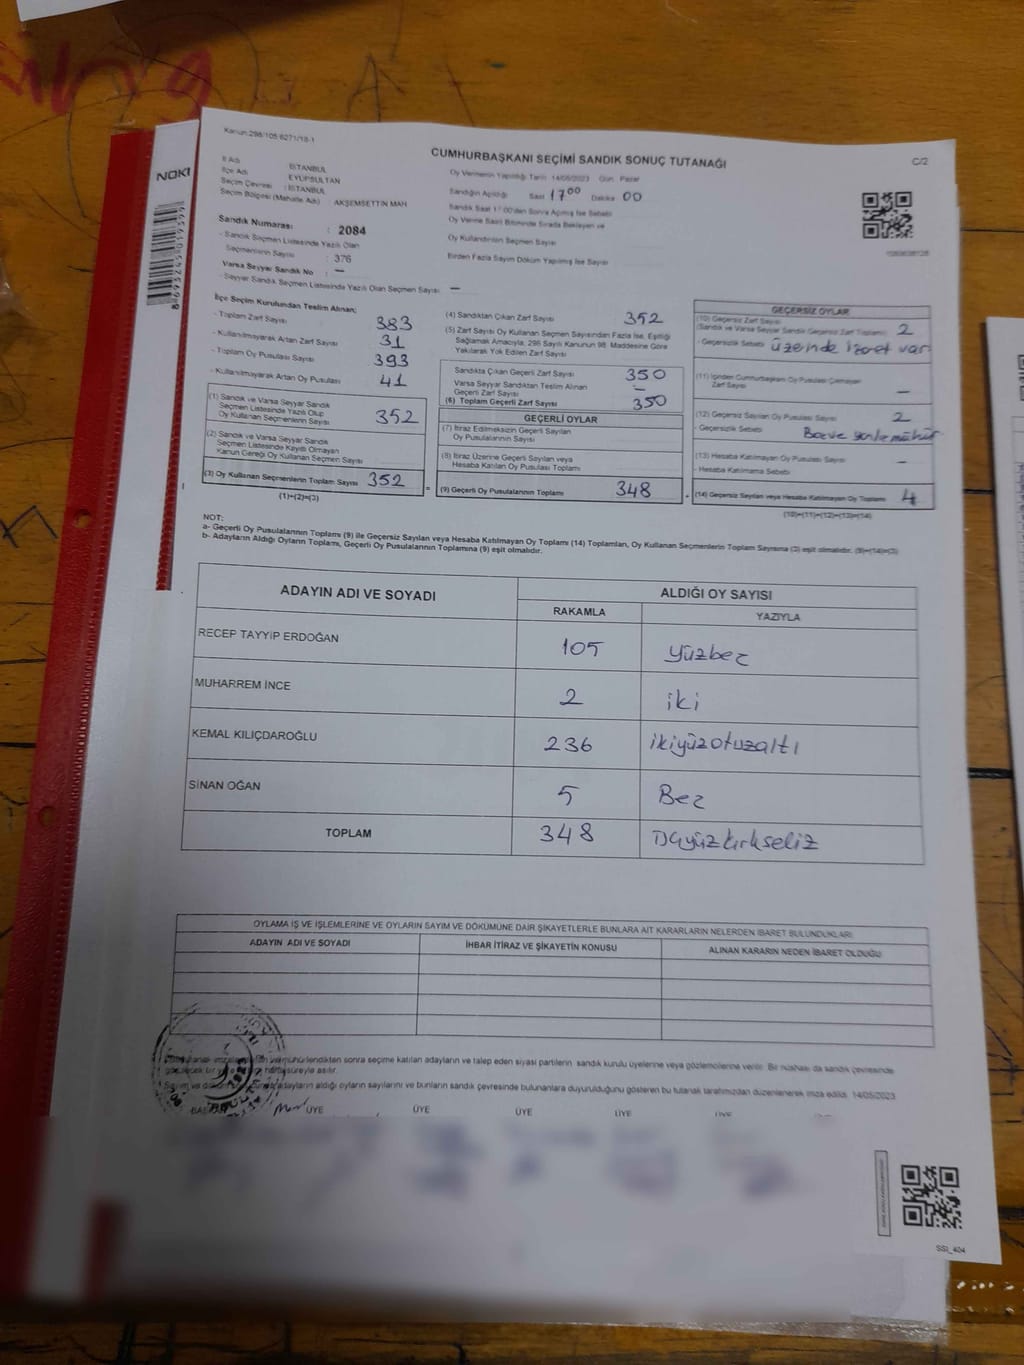 Kanun:298/105 6271/18-1
CUMHURBAŞKANI SEÇİMİ SANDIK SONUÇ TUTANAĞI
C/2
NOKI
İl Adı : İSTANBUL
İlçe Adı : EYÜPSULTAN
Seçim Çevresi : İSTANBUL
Seçim Bölgesi (Mahalle Adı) : AKŞEMSETTİN MAH
Oy Vermenin Yapıldığı Tarih 14/05/2023 Gün Pazar
Sandığın Açıldığı Saat 17 00 Dakika 00
Sandık Saat 17:00'den Sonra Açılmış İse Sebebi
Oy Verme Saati Bitiminde Sırada Bekleyen ve
Oy Kullandırılan Seçmen Sayısı
Birden Fazla Sayım Döküm Yapılmış İse Sayısı
Sandık Numarası : 2084
- Sandık Seçmen Listesinde Yazılı Olan
Seçmenlerin Sayısı : 376
Varsa Seyyar Sandık No : —
- Seyyar Sandık Seçmen Listesinde Yazılı Olan Seçmen Sayısı : —
İlçe Seçim Kurulundan Teslim Alınan;
- Toplam Zarf Sayısı 383
- Kullanılmayarak Artan Zarf Sayısı 31
- Toplam Oy Pusulası Sayısı 393
- Kullanılmayarak Artan Oy Pusulası 41
(1) Sandık ve Varsa Seyyar Sandık
Seçmen Listesinde Yazılı Olup
Oy Kullanan Seçmenlerin Sayısı 352
(2) Sandık ve Varsa Seyyar Sandık
Seçmen Listesinde Kayıtlı Olmayan
Kanun Gereği Oy Kullanan Seçmen Sayısı
(3) Oy Kullanan Seçmenlerin Toplam Sayısı 352
(1)+(2)=(3)
(4) Sandıktan Çıkan Zarf Sayısı 352
(5) Zarf Sayısı Oy Kullanan Seçmen Sayısından Fazla İse, Eşitliği
Sağlamak Amacıyla, 298 Sayılı Kanunun 98. Maddesine Göre
Yakılarak Yok Edilen Zarf Sayısı
Sandıkta Çıkan Geçerli Zarf Sayısı 350
Varsa Seyyar Sandıktan Teslim Alınan
Geçerli Zarf Sayısı —
(6) Toplam Geçerli Zarf Sayısı 350
GEÇERLİ OYLAR
(7) İtiraz Edilmeksizin Geçerli Sayılan
Oy Pusulalarının Sayısı
(8) İtiraz Üzerine Geçerli Sayılan veya
Hesaba Katılan Oy Pusulası Toplamı
(9) Geçerli Oy Pusulalarının Toplamı 348
GEÇERSİZ OYLAR
(10) Geçersiz Zarf Sayısı
(Sandık ve Varsa Seyyar Sandık Geçersiz Zarf Toplamı) 2
- Geçersizlik Sebebi üzerinde izaret var
(11) İçinden Cumhurbaşkanı Oy Pusulası Çıkmayan
Zarf Sayısı —
(12) Geçersiz Sayılan Oy Pusulası Sayısı 2
- Geçersizlik Sebebi
(13) Hesaba Katılmayan Oy Pusulası Sayısı —
- Hesaba Katılmama Sebebi
(14) Geçersiz Sayılan veya Hesaba Katılmayan Oy Toplamı 4
(10)+(11)+(12)+(13)=(14)
NOT:
a- Geçerli Oy Pusulalarının Toplamı (9) ile Geçersiz Sayılan veya Hesaba Katılmayan Oy Toplamı (14) Toplamları, Oy Kullanan Seçmenlerin Toplam Sayısına (3) eşit olmalıdır. (9)+(14)=(3)
b- Adayların Aldığı Oyların Toplamı, Geçerli Oy Pusulalarının Toplamına (9) eşit olmalıdır.
ADAYIN ADI VE SOYADI
ALDIĞI OY SAYISI
RAKAMLA YAZIYLA
RECEP TAYYİP ERDOĞAN 105 yüzbez
MUHARREM İNCE 2 iki
KEMAL KILIÇDAROĞLU 236 ikiyüzotuzaltı
SİNAN OĞAN 5 Bez
TOPLAM 348
OYLAMA İŞ VE İŞLEMLERİNE VE OYLARIN SAYIM VE DÖKÜMÜNE DAİR ŞİKAYETLERLE BUNLARA AİT KARARLARIN NELERDEN İBARET BULUNDUKLARI
ADAYIN ADI VE SOYADI İHBAR İTİRAZ VE ŞİKAYETİN KONUSU ALINAN KARARIN NEDEN İBARET OLDUĞU
mühürlendikten sonra seçime katılan adayların ve talep eden siyasi partilerin sandık kurulu üyelerine veya gözlemcilerine verilir. Bir nüshası da sandık çevresinde
süreyle asılır.
adayların aldığı oyların sayılarını ve bunların sandık çevresinde bulunanlara duyurulduğunu gösteren bu tutanak tarafımızdan düzenlenerek imza edildi. 14/05/2023
ÜYE ÜYE ÜYE ÜYE ÜYE
SSI_404